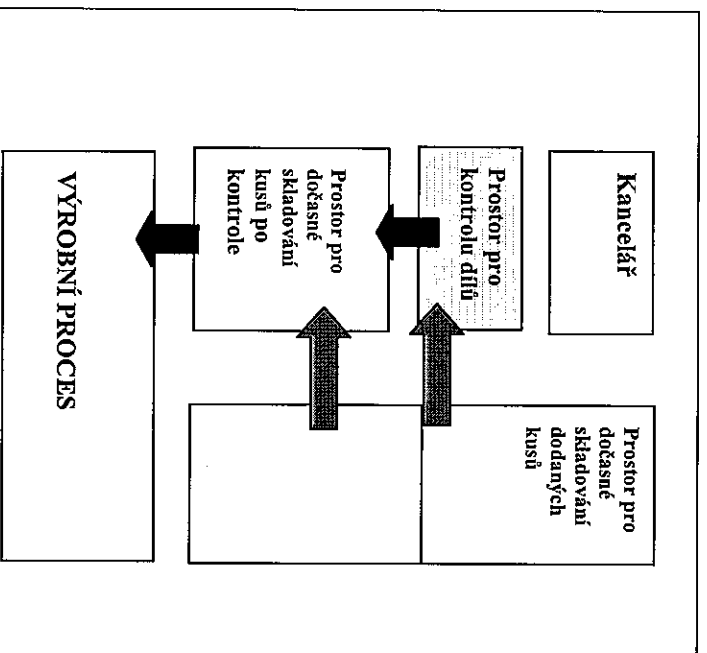 Kancelář
Prostor pro
kontrolu dílů
Prostor pro
dočasné
skladování
kusů po
kontrole
VÝROBNÍ PROCES
Prostor pro
dočasné
skladování
dodaných
kusů